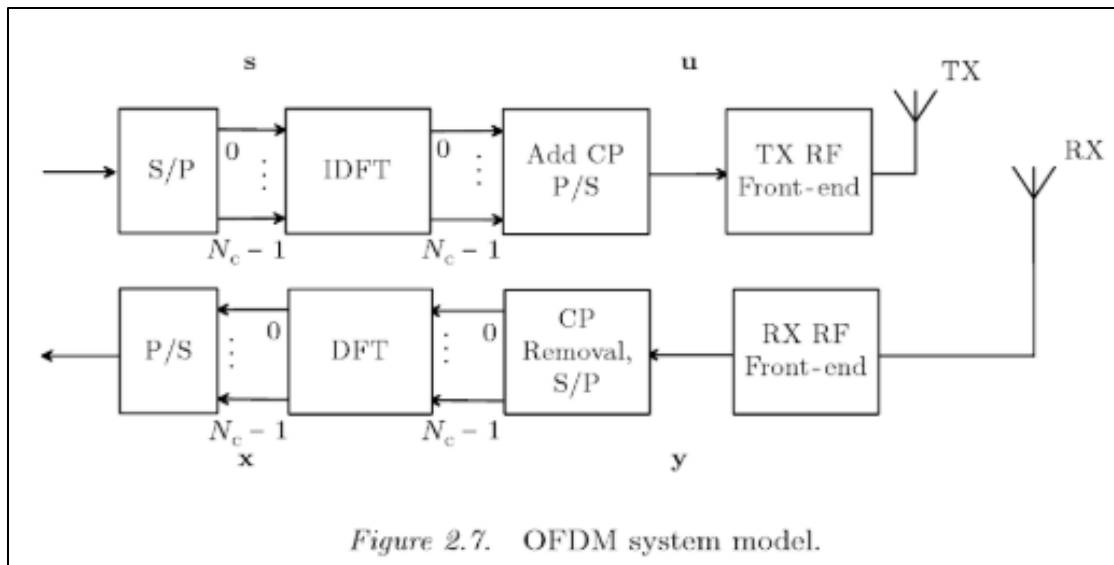 s
u
TX
RX
S/P
0
⋮
N_c − 1
IDFT
0
⋮
N_c − 1
Add CP
P/S
TX RF
Front-end
P/S
0
⋮
N_c − 1
DFT
0
⋮
N_c − 1
CP
Removal,
S/P
RX RF
Front-end
x
y
Figure 2.7. OFDM system model.